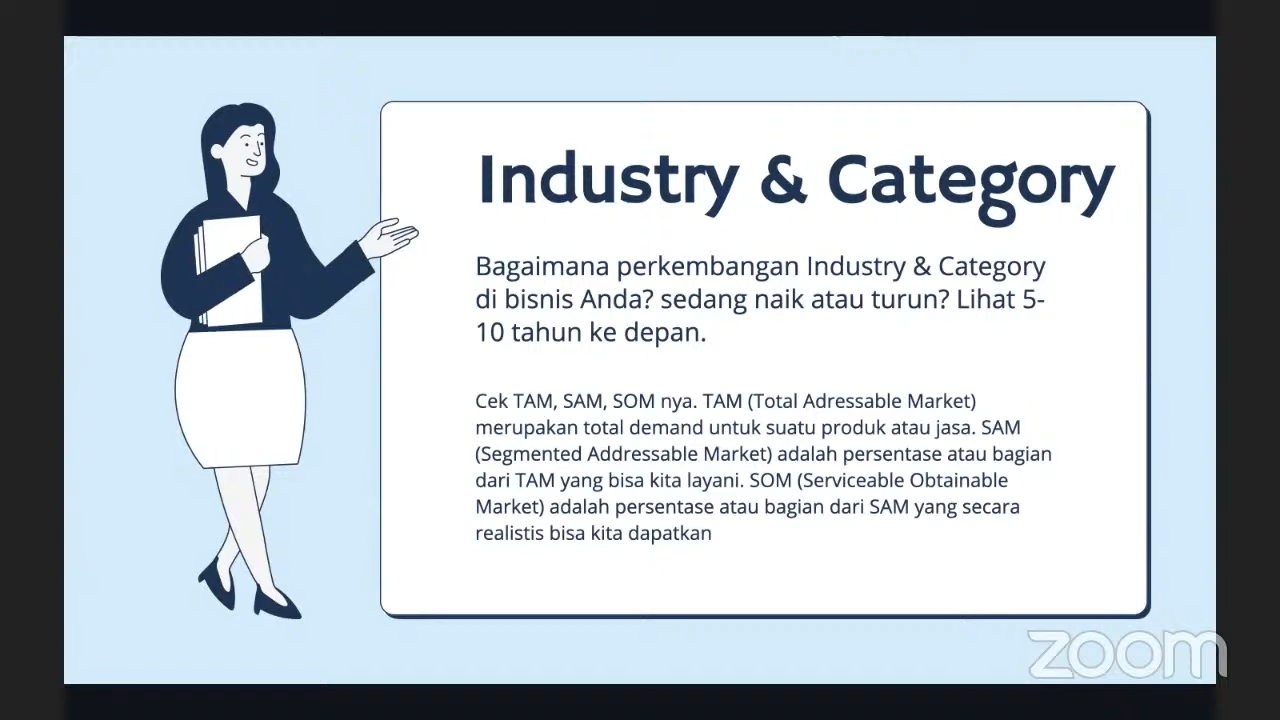 Industry & Category
Bagaimana perkembangan Industry & Category
di bisnis Anda? sedang naik atau turun? Lihat 5-
10 tahun ke depan.
Cek TAM, SAM, SOM nya. TAM (Total Adressable Market)
merupakan total demand untuk suatu produk atau jasa. SAM
(Segmented Addressable Market) adalah persentase atau bagian
dari TAM yang bisa kita layani. SOM (Serviceable Obtainable
Market) adalah persentase atau bagian dari SAM yang secara
realistis bisa kita dapatkan
zoom